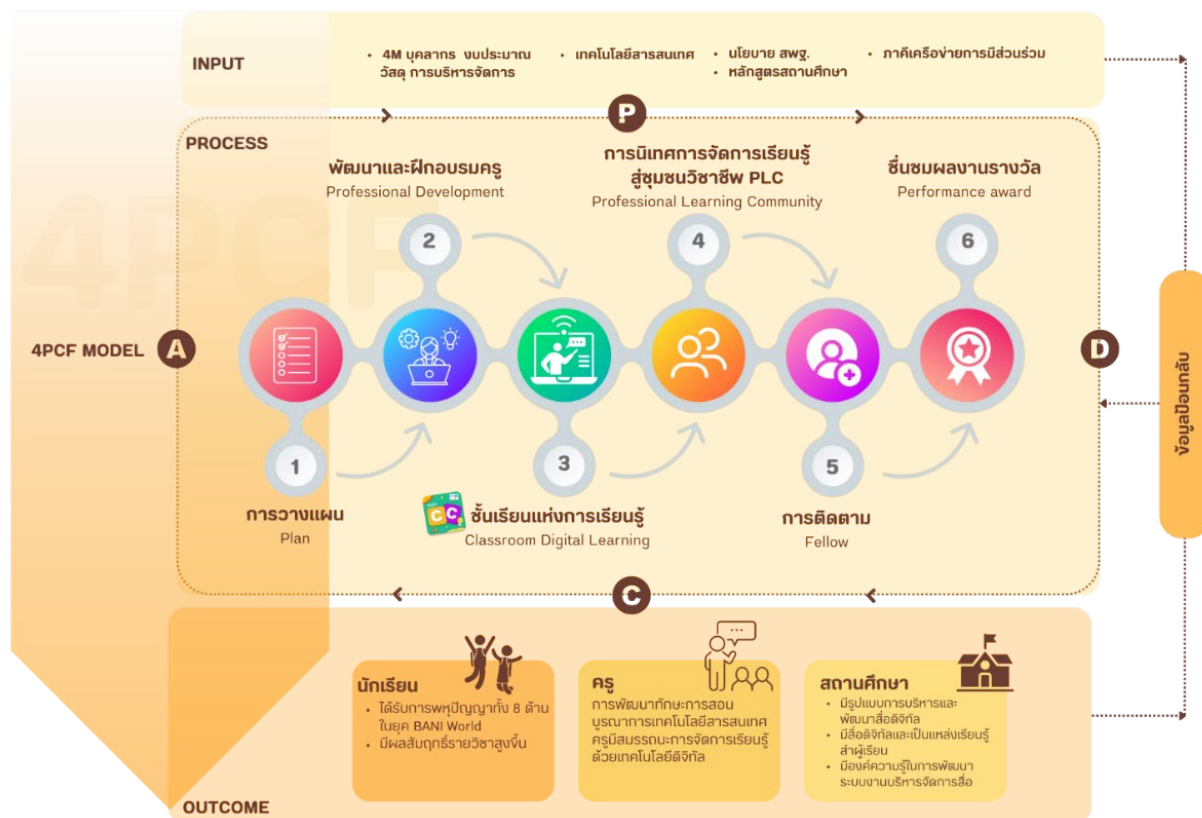 INPUT
• 4M บุคลากร งบประมาณ
วัสดุ การบริหารจัดการ
• เทคโนโลยีสารสนเทศ
• นโยบาย สพฐ.
• หลักสูตรสถานศึกษา
• ภาคีเครือข่ายการมีส่วนร่วม
P
PROCESS
4PCF
พัฒนาและฝึกอบรมครู
Professional Development
การนิเทศการจัดการเรียนรู้
สู่ชุมชนวิชาชีพ PLC
Professional Learning Community
ชื่นชมผลงานรางวัล
Performance award
2
4
6
4PCF MODEL
A
D
ข้อมูลป้อนกลับ
1
3
5
การวางแผน
Plan
CC
ชั้นเรียนแห่งการเรียนรู้
Classroom Digital Learning
การติดตาม
Fellow
C
นักเรียน
• ได้รับการพหุปัญญาทั้ง 8 ด้าน
ในยุค BANI World
• มีผลสัมฤทธิ์รายวิชาสูงขึ้น
ครู
การพัฒนาทักษะการสอน
บูรณาการเทคโนโลยีสารสนเทศ
ครูมีสมรรถนะการจัดการเรียนรู้
ด้วยเทคโนโลยีดิจิทัล
สถานศึกษา
• มีรูปแบบการบริหารและ
พัฒนาสื่อดิจิทัล
• มีสื่อดิจิทัลและเป็นแหล่งเรียนรู้
สำผู้เรียน
• มีองค์ความรู้ในการพัฒนา
ระบบงานบริหารจัดการสื่อ
OUTCOME